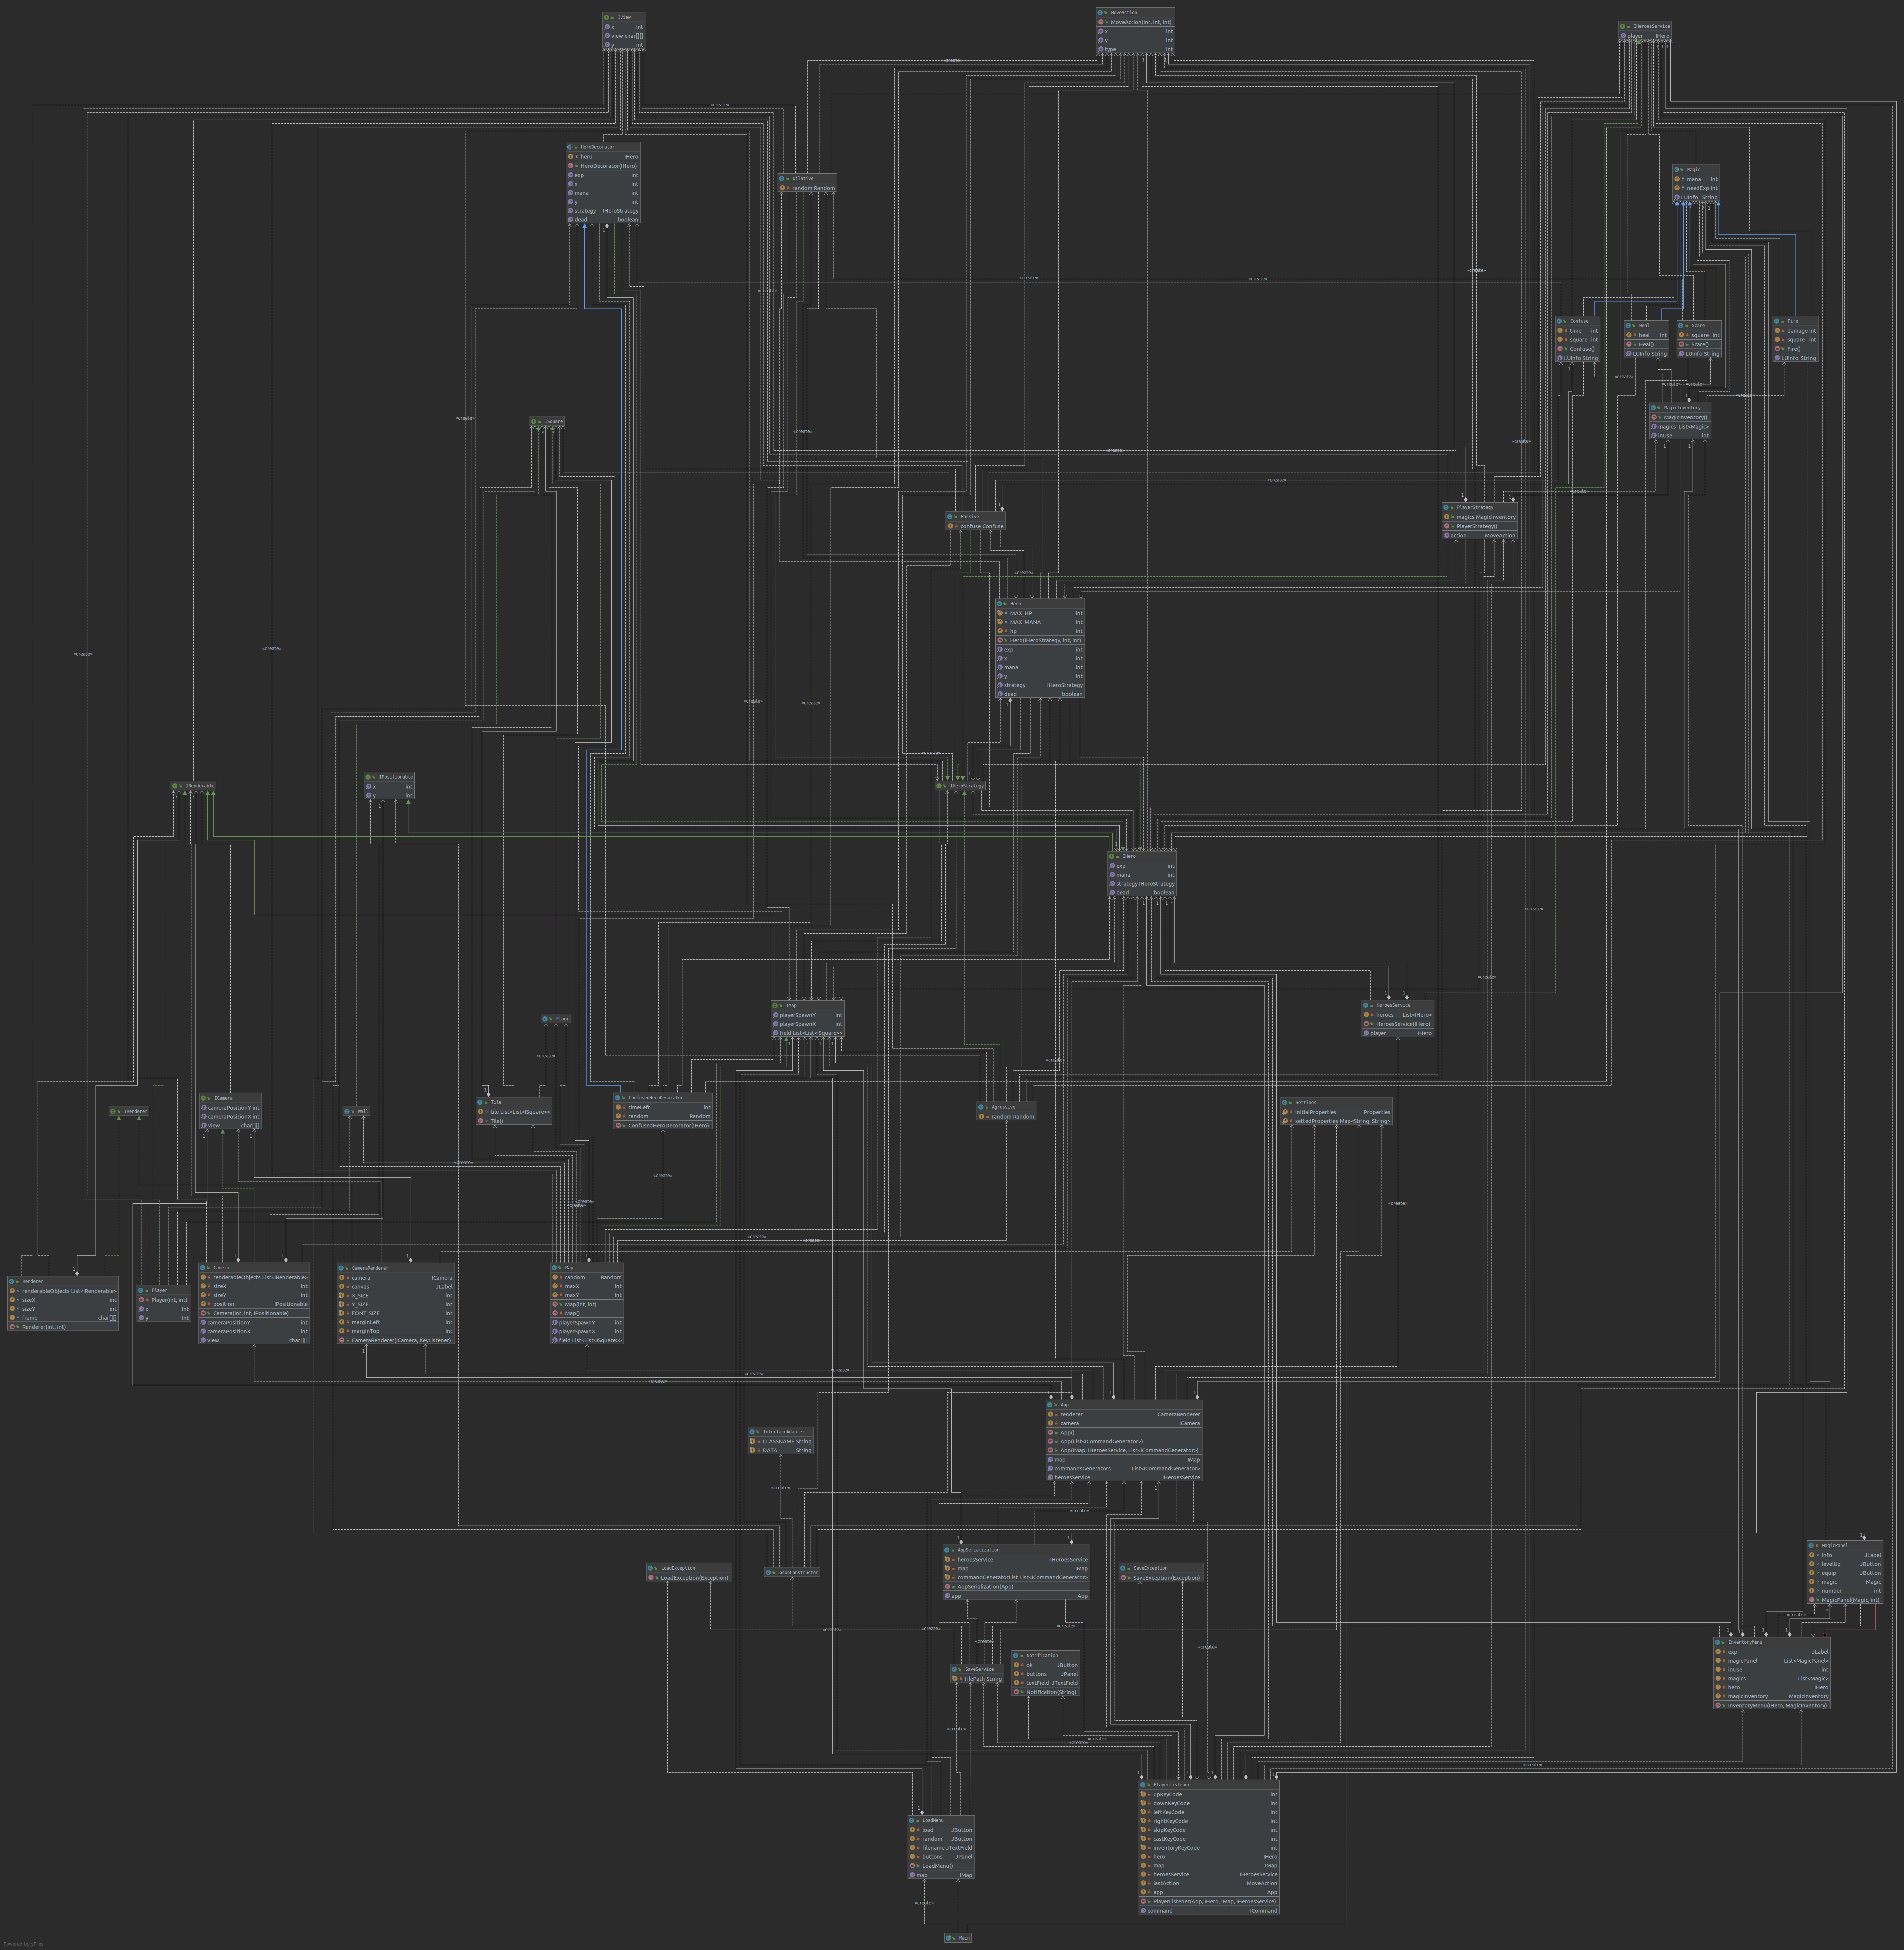 IView
x int
view char[][]
y int
MoveAction
MoveAction(int, int, int)
x int
y int
type int
IHeroesService
player IHero
HeroDecorator
hero IHero
HeroDecorator(IHero)
exp int
x int
mana int
y int
strategy IHeroStrategy
dead boolean
random Random
Magic
mana int
needExp int
LUInfo String
Confuse
time int
square int
Confuse()
LUInfo String
Heal
heal int
Heal()
LUInfo String
Scare
square int
Scare()
LUInfo String
Fire
damage int
square int
Fire()
LUInfo String
MagicInventory
MagicInventory()
magics List<Magic>
inUse int
ISquare
Passive
confuse Confuse
PlayerStrategy
magics MagicInventory
PlayerStrategy()
action MoveAction
Hero
MAX_HP int
MAX_MANA int
hp int
Hero(IHeroStrategy, int, int)
exp int
x int
mana int
y int
strategy IHeroStrategy
dead boolean
IRenderable
IPositionable
x int
y int
IHeroStrategy
IHero
exp int
mana int
strategy IHeroStrategy
dead boolean
IMap
playerSpawnY int
playerSpawnX int
field List<List<ISquare>>
HeroesService
heroes List<IHero>
HeroesService(IHero)
player IHero
Floor
ICamera
cameraPositionY int
cameraPositionX int
view char[][]
IRenderer
Wall
Tile
tile List<List<ISquare>>
Tile()
ConfusedHeroDecorator
timeLeft int
random Random
ConfusedHeroDecorator(IHero)
Agressive
random Random
Settings
initialProperties Properties
settedProperties Map<String, String>
Renderer
renderableObjects List<IRenderable>
sizeX int
sizeY int
frame char[][]
Renderer(int, int)
Player
Player(int, int)
x int
y int
Camera
renderableObjects List<IRenderable>
sizeX int
sizeY int
position IPositionable
Camera(int, int, IPositionable)
cameraPositionY int
cameraPositionX int
view char[][]
CameraRenderer
camera ICamera
canvas JLabel
X_SIZE int
Y_SIZE int
FONT_SIZE int
marginLeft int
marginTop int
CameraRenderer(ICamera, KeyListener)
Map
random Random
maxX int
maxY int
Map(int, int)
Map()
playerSpawnY int
playerSpawnX int
field List<List<ISquare>>
App
renderer CameraRenderer
camera ICamera
App()
App(List<ICommandGenerator>)
App(IMap, IHeroesService, List<ICommandGenerator>)
map IMap
commandsGenerators List<ICommandGenerator>
heroesService IHeroesService
InterfaceAdapter
CLASSNAME String
DATA String
AppSerialization
heroesService IHeroesService
map IMap
commandGeneratorList List<ICommandGenerator>
AppSerialization(App)
app App
LoadException
LoadException(Exception)
GsonConstructor
SaveException
SaveException(Exception)
MagicPanel
info JLabel
levelUp JButton
equip JButton
magic Magic
number int
MagicPanel(Magic, int)
InventoryMenu
exp JLabel
magicPanel List<MagicPanel>
inUse int
magics List<Magic>
hero IHero
magicInventory MagicInventory
InventoryMenu(IHero, MagicInventory)
SaveService
filePath String
Notification
ok JButton
buttons JPanel
textField JTextField
Notification(String)
PlayerListener
upKeyCode int
downKeyCode int
leftKeyCode int
rightKeyCode int
skipKeyCode int
castKeyCode int
inventoryKeyCode int
hero IHero
map IMap
heroesService IHeroesService
lastAction MoveAction
app App
PlayerListener(App, IHero, IMap, IHeroesService)
command ICommand
LoadMenu
load JButton
random JButton
filename JTextField
buttons JPanel
LoadMenu()
map IMap
Main
Powered by yFiles